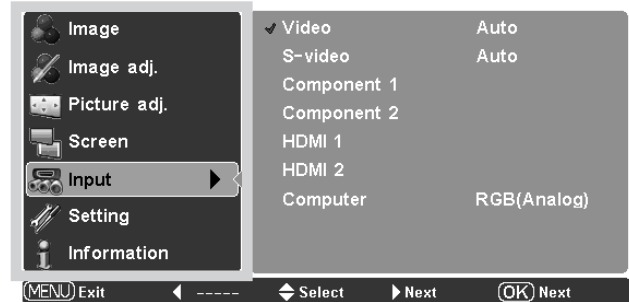 Image
Image adj.
Picture adj.
Screen
Input
Setting
Information
Video Auto
S-video Auto
Component 1
Component 2
HDMI 1
HDMI 2
Computer RGB(Analog)
MENU Exit ----- Select Next OK Next